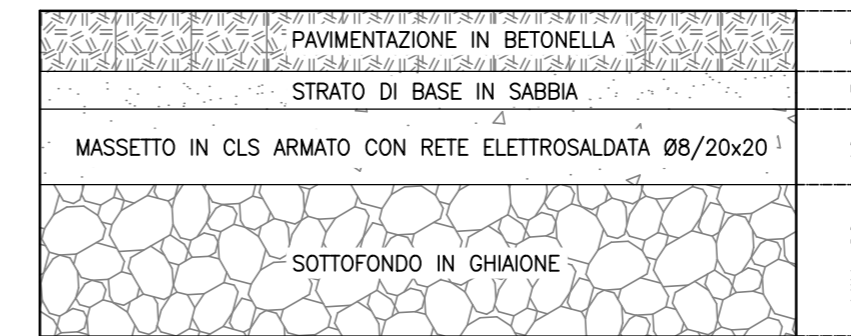 PAVIMENTAZIONE IN BETONELLA
STRATO DI BASE IN SABBIA
MASSETTO IN CLS ARMATO CON RETE ELETTROSALDATA Ø8/20x20
SOTTOFONDO IN GHIAIONE